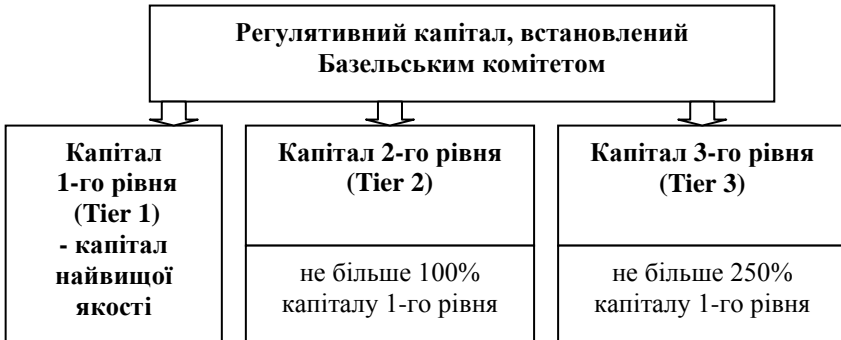 Регулятивний капітал, встановлений
Базельським комітетом
Капітал
1-го рівня
(Tier 1)
- капітал
найвищої
якості
Капітал 2-го рівня
(Tier 2)
не більше 100%
капіталу 1-го рівня
Капітал 3-го рівня
(Tier 3)
не більше 250%
капіталу 1-го рівня